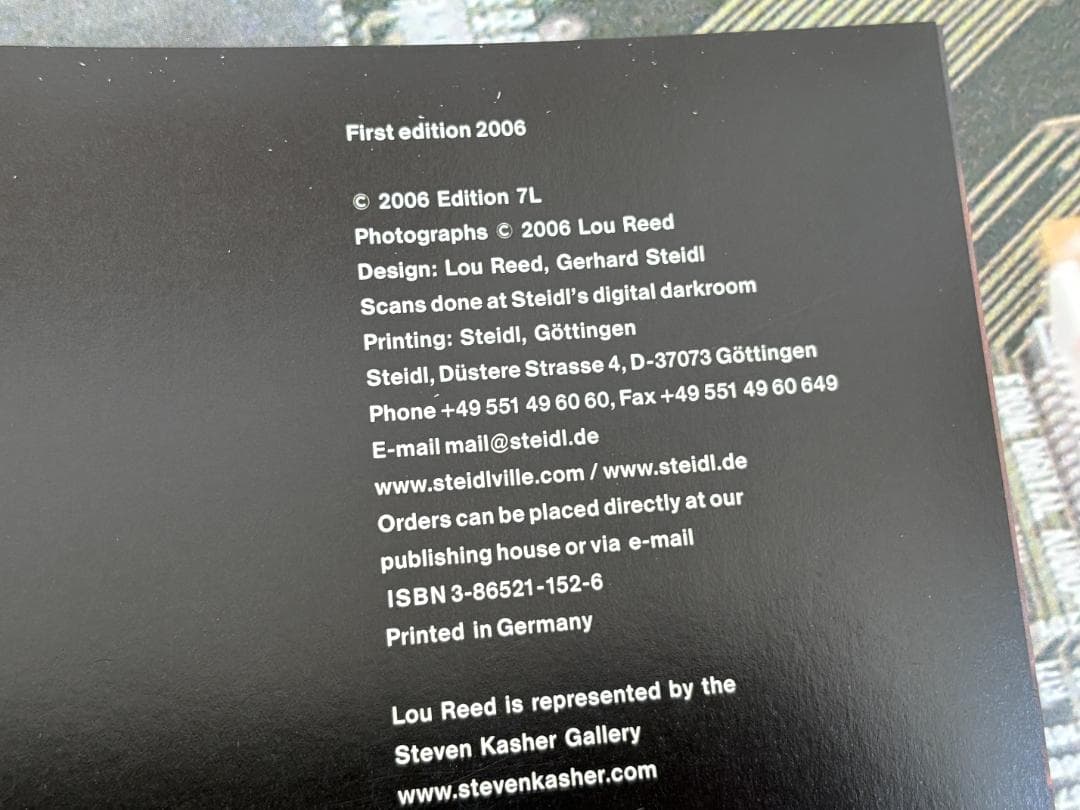 First edition 2006
© 2006 Edition 7L
Photographs © 2006 Lou Reed
Design: Lou Reed, Gerhard Steidl
Scans done at Steidl's digital darkroom
Printing: Steidl, Göttingen
Steidl, Düstere Strasse 4, D-37073 Göttingen
Phone +49 551 49 60 60, Fax +49 551 49 60 649
E-mail mail@steidl.de
www.steidlville.com / www.steidl.de
Orders can be placed directly at our
publishing house or via e-mail
ISBN 3-86521-152-6
Printed in Germany
Lou Reed is represented by the
Steven Kasher Gallery
www.stevenkasher.com